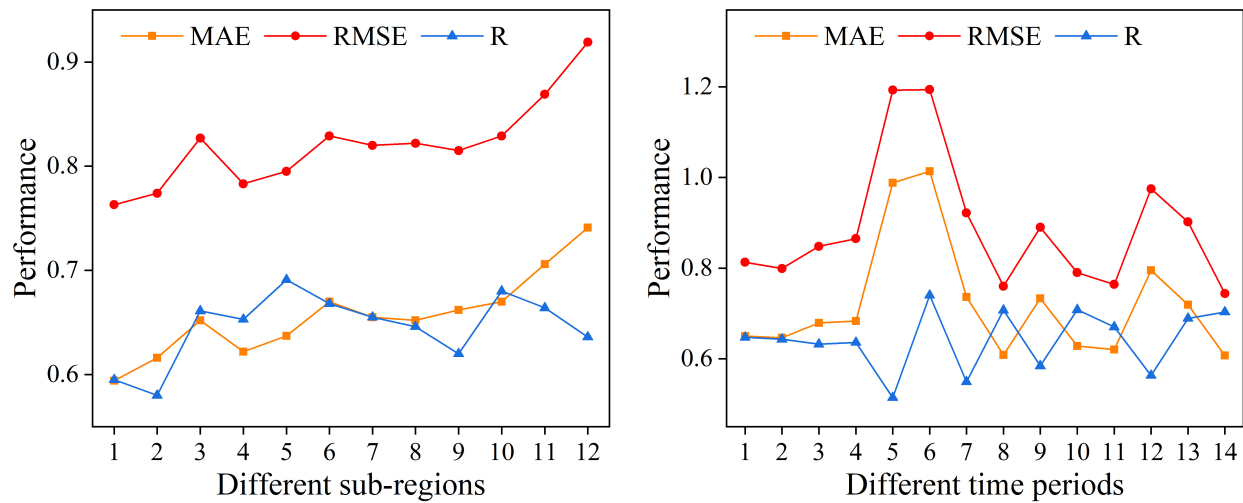 MAE RMSE R
Performance
0.9
0.8
0.7
0.6
1 2 3 4 5 6 7 8 9 10 11 12
Different sub-regions
MAE RMSE R
Performance
1.2
1.0
0.8
0.6
1 2 3 4 5 6 7 8 9 10 11 12 13 14
Different time periods